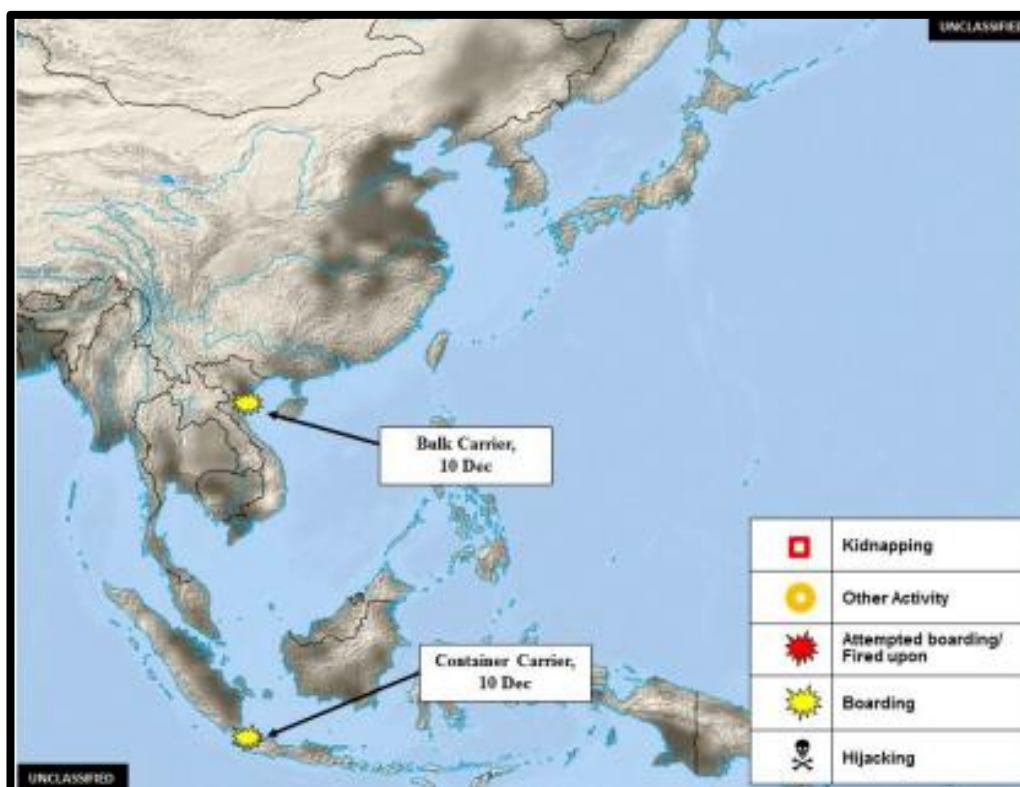 UNCLASSIFIED
Bulk Carrier,
10 Dec
Container Carrier,
10 Dec
Kidnapping
Other Activity
Attempted boarding/
Fired upon
Boarding
Hijacking
UNCLASSIFIED